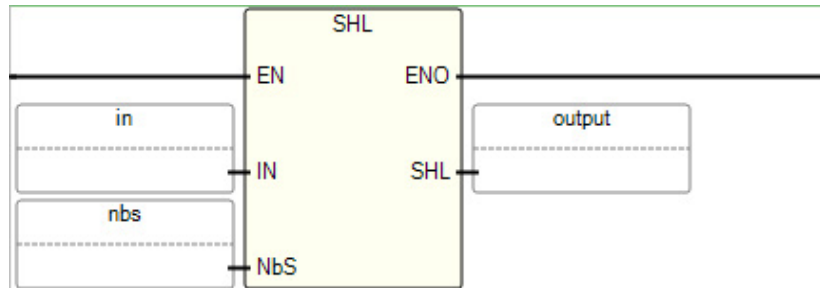 SHL
EN ENO
in output
IN SHL
nbs
NbS